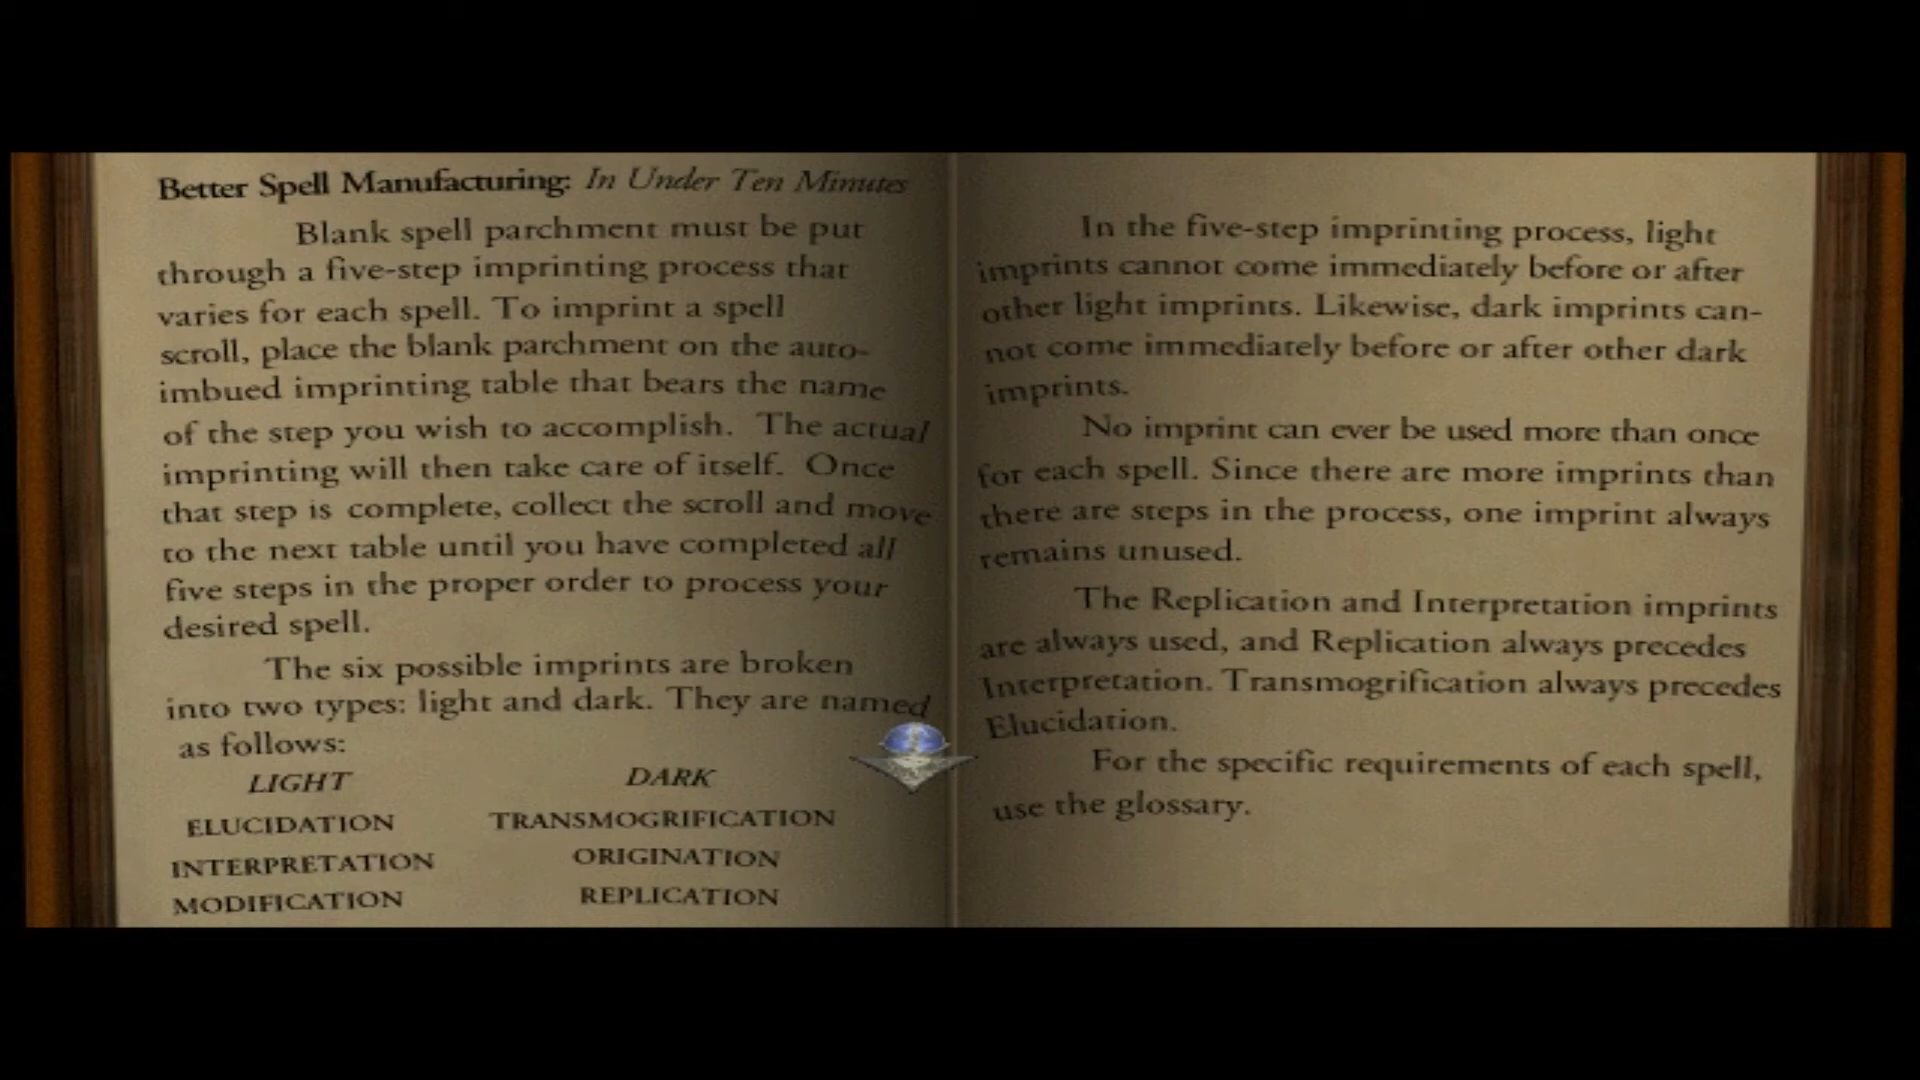 Better Spell Manufacturing: In Under Ten Minutes
Blank spell parchment must be put
through a five-step imprinting process that
varies for each spell. To imprint a spell
scroll, place the blank parchment on the auto-
imbued imprinting table that bears the name
of the step you wish to accomplish. The actual
imprinting will then take care of itself. Once
that step is complete, collect the scroll and move
to the next table until you have completed all
five steps in the proper order to process your
desired spell.
The six possible imprints are broken
into two types: light and dark. They are named
as follows:
LIGHT DARK
ELUCIDATION TRANSMOGRIFICATION
INTERPRETATION ORIGINATION
MODIFICATION REPLICATION
In the five-step imprinting process, light
imprints cannot come immediately before or after
other light imprints. Likewise, dark imprints can-
not come immediately before or after other dark
imprints.
No imprint can ever be used more than once
for each spell. Since there are more imprints than
there are steps in the process, one imprint always
remains unused.
The Replication and Interpretation imprints
are always used, and Replication always precedes
Interpretation. Transmogrification always precedes
Elucidation.
For the specific requirements of each spell,
use the glossary.